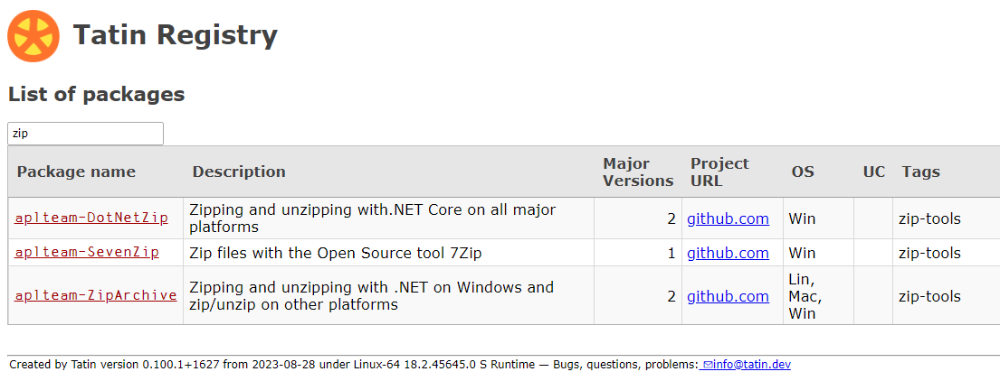 Tatin Registry
List of packages
zip
Package name Description Major Versions Project URL OS UC Tags
aplteam-DotNetZip Zipping and unzipping with.NET Core on all major platforms 2 github.com Win zip-tools
aplteam-SevenZip Zip files with the Open Source tool 7Zip 1 github.com Win zip-tools
aplteam-ZipArchive Zipping and unzipping with .NET on Windows and zip/unzip on other platforms 2 github.com Lin, Mac, Win zip-tools
Created by Tatin version 0.100.1+1627 from 2023-08-28 under Linux-64 18.2.45645.0 S Runtime — Bugs, questions, problems: ✉info@tatin.dev